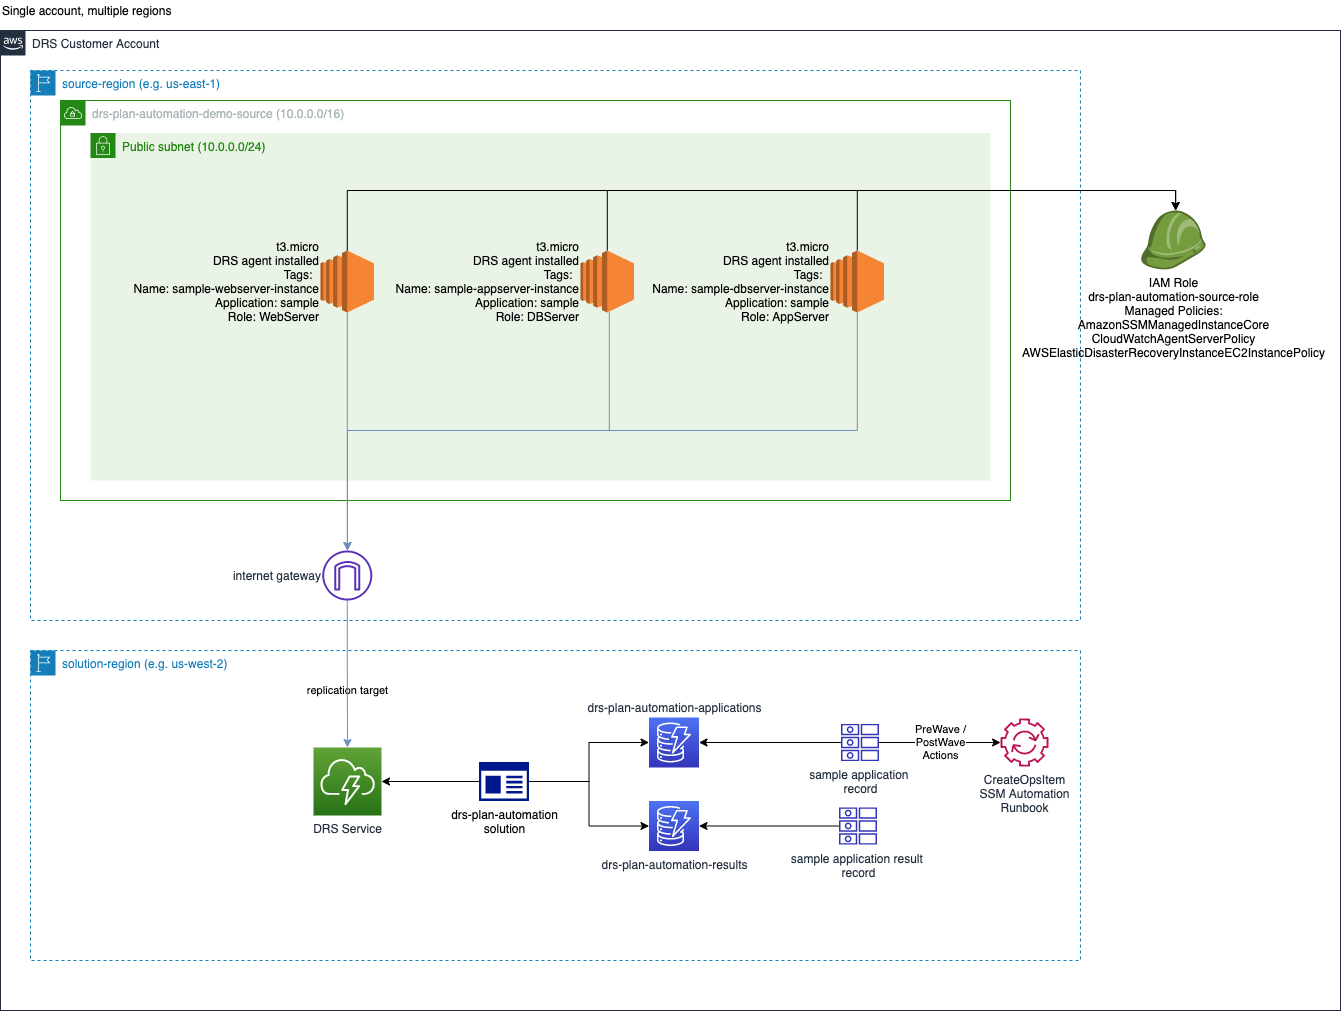 Single account, multiple regions
aws
DRS Customer Account
source-region (e.g. us-east-1)
drs-plan-automation-demo-source (10.0.0.0/16)
Public subnet (10.0.0.0/24)
t3.micro
DRS agent installed
Tags:
Name: sample-webserver-instance
Application: sample
Role: WebServer
t3.micro
DRS agent installed
Tags:
Name: sample-appserver-instance
Application: sample
Role: DBServer
t3.micro
DRS agent installed
Tags:
Name: sample-dbserver-instance
Application: sample
Role: AppServer
IAM Role
drs-plan-automation-source-role
Managed Policies:
AmazonSSMManagedInstanceCore
CloudWatchAgentServerPolicy
AWSElasticDisasterRecoveryInstanceEC2InstancePolicy
internet gateway
solution-region (e.g. us-west-2)
replication target
DRS Service
drs-plan-automation
solution
drs-plan-automation-applications
drs-plan-automation-results
sample application
record
sample application result
record
PreWave /
PostWave
Actions
CreateOpsItem
SSM Automation
Runbook